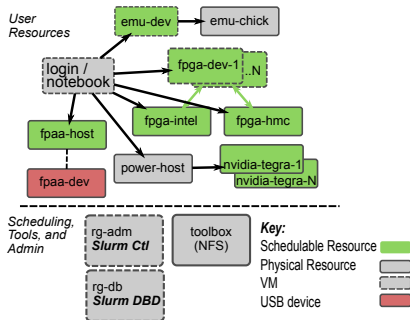 User
Resources
emu-dev
emu-chick
login /
notebook
fpga-dev-1
..N
fpaa-host
fpga-intel
fpga-hmc
fpaa-dev
power-host
nvidia-tegra-1
nvidia-tegra-N
Scheduling,
Tools, and
Admin
rg-adm
Slurm Ctl
toolbox
(NFS)
rg-db
Slurm DBD
Key:
Schedulable Resource
Physical Resource
VM
USB device